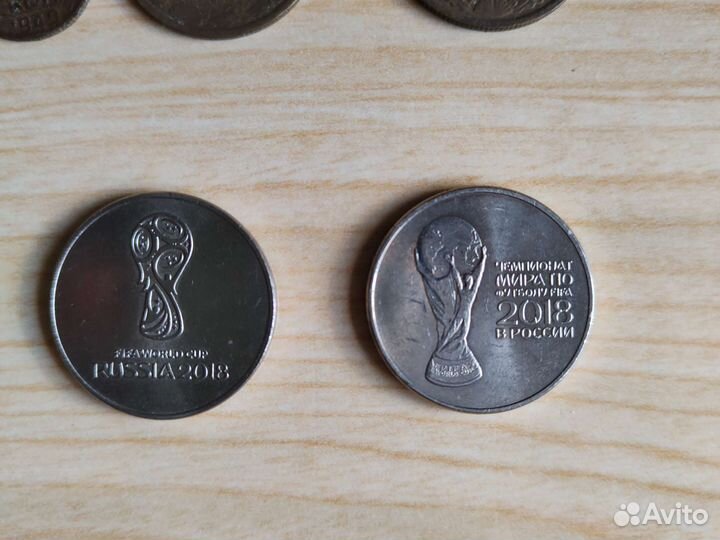 FIFA WORLD CUP
RUSSIA 2018
ЧЕМПИОНАТ
МИРА ПО
ФУТБОЛУ FIFA
2018
В РОССИИ
Avito